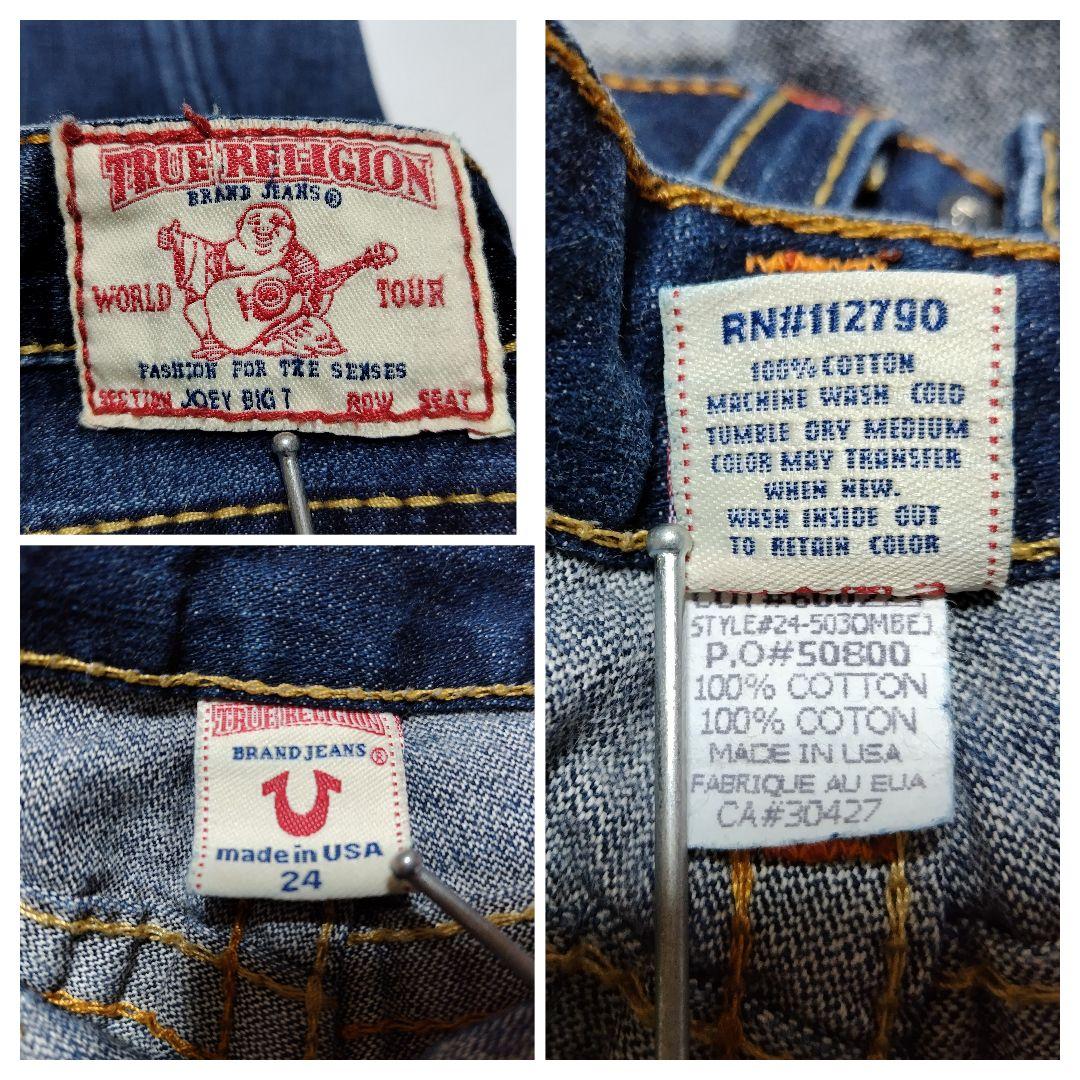 TRUE RELIGION
BRAND JEANS®
WORLD TOUR
FASHION FOR THE SENSES
SECTION JOEY BIG T ROW SEAT
TRUE RELIGION
BRAND JEANS®
made in USA
24
RN#112790
100% COTTON
MACHINE WASH COLD
TUMBLE DRY MEDIUM
COLOR MAY TRANSFER
WHEN NEW.
WASH INSIDE OUT
TO RETAIN COLOR
STYLE#24-5030MBEJ
P.O#50800
100% COTTON
100% COTON
MADE IN USA
FABRIQUE AU EUA
CA#30427